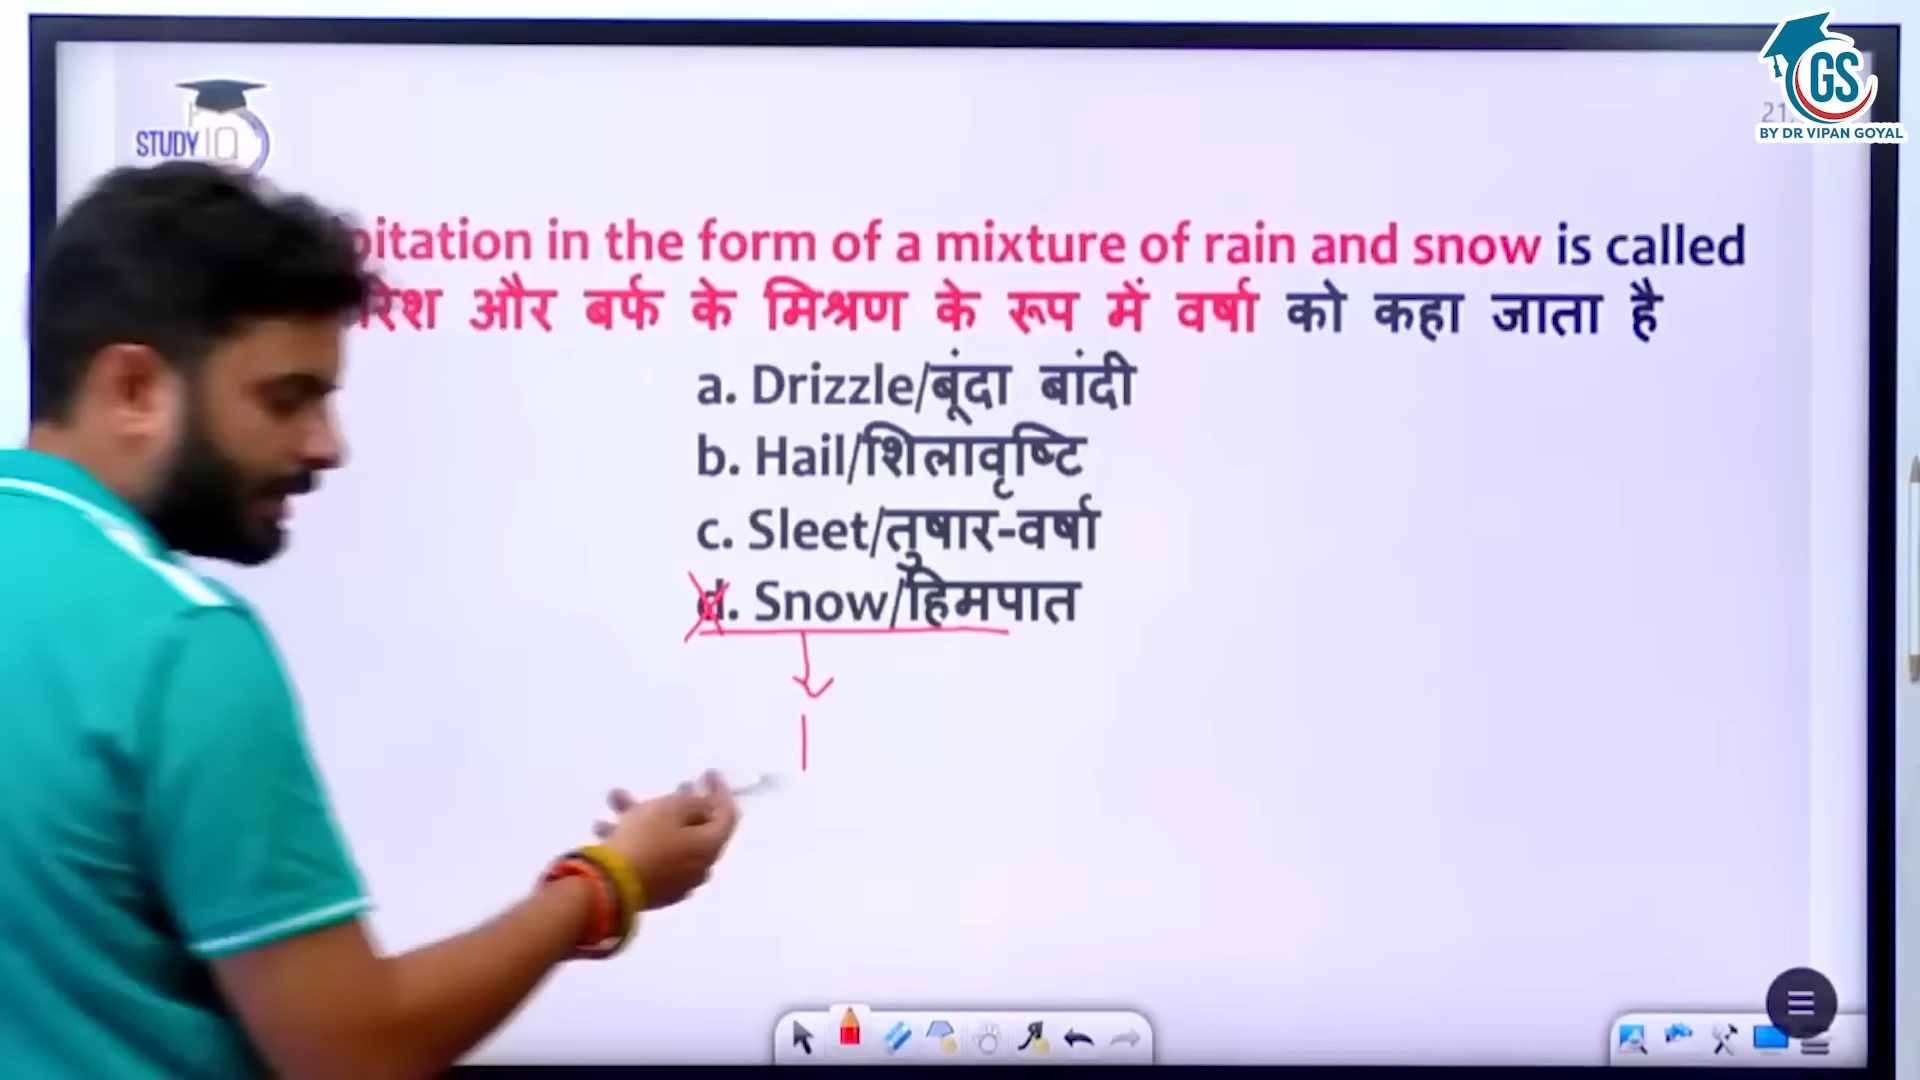 GS
BY DR VIPAN GOYAL
STUDY IQ
in the form of a mixture of rain and snow is called
और बर्फ के मिश्रण के रूप में वर्षा को कहा जाता है
a. Drizzle/बूंदा बांदी
b. Hail/शिलावृष्टि
c. Sleet/तुषार-वर्षा
d. Snow/हिमपात